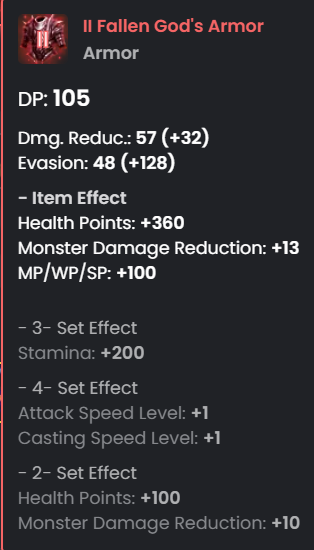 II Fallen God's Armor
Armor
DP: 105
Dmg. Reduc.: 57 (+32)
Evasion: 48 (+128)
- Item Effect
Health Points: +360
Monster Damage Reduction: +13
MP/WP/SP: +100
- 3- Set Effect
Stamina: +200
- 4- Set Effect
Attack Speed Level: +1
Casting Speed Level: +1
- 2- Set Effect
Health Points: +100
Monster Damage Reduction: +10